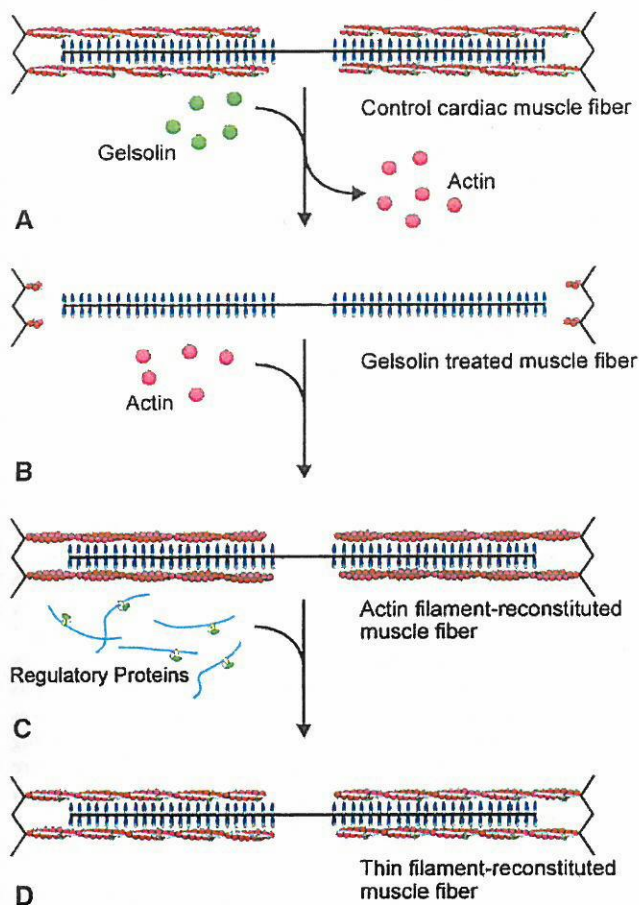 Control cardiac muscle fiber
Gelsolin
Actin
A
Gelsolin treated muscle fiber
Actin
B
Actin filament-reconstituted
muscle fiber
Regulatory Proteins
C
Thin filament-reconstituted
muscle fiber
D